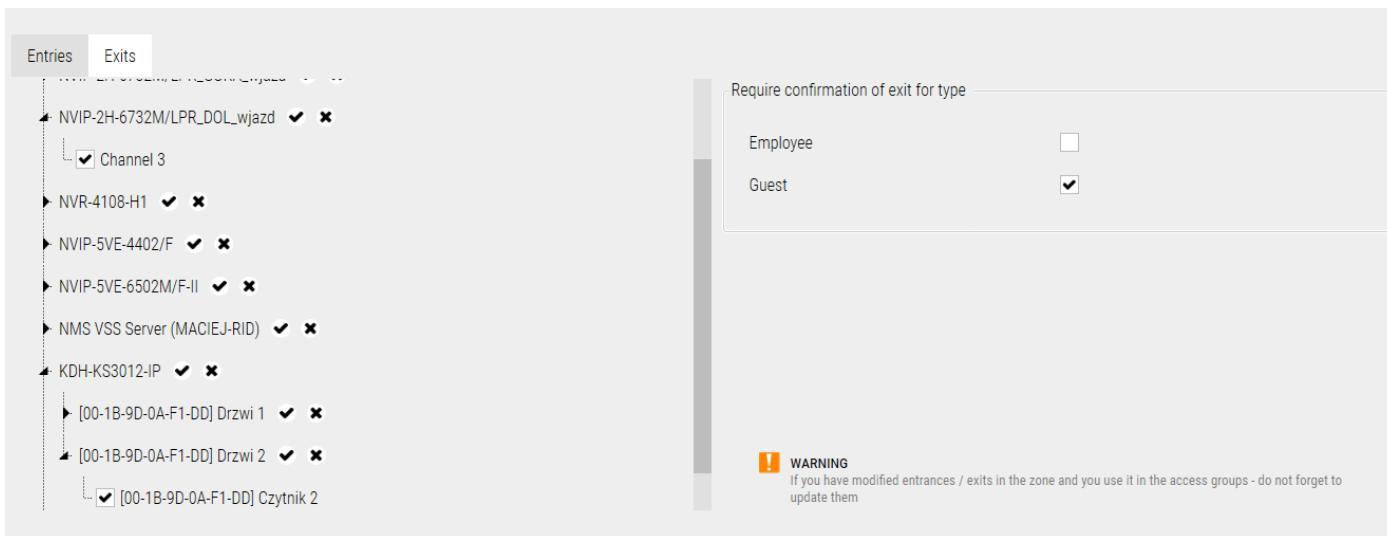 Entries Exits
NVIP-2H-6732M/LPR_DOL_wjazd
Channel 3
NVR-4108-H1
NVIP-5VE-4402/F
NVIP-5VE-6502M/F-II
NMS VSS Server (MACIEJ-RID)
KDH-KS3012-IP
[00-1B-9D-0A-F1-DD] Drzwi 1
[00-1B-9D-0A-F1-DD] Drzwi 2
[00-1B-9D-0A-F1-DD] Czytnik 2
Require confirmation of exit for type
Employee
Guest
WARNING
If you have modified entrances / exits in the zone and you use it in the access groups - do not forget to
update them